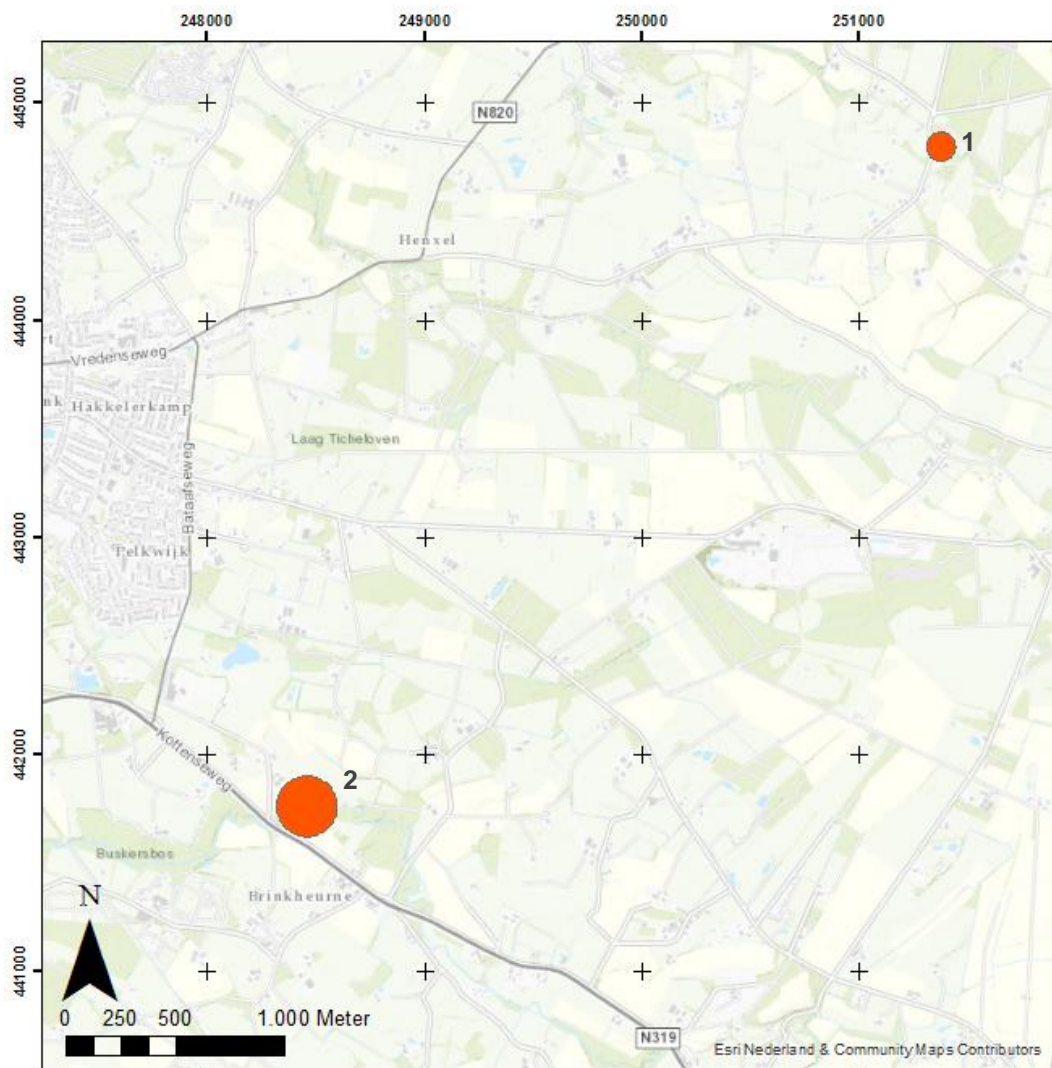 248000 249000 250000 251000
445000
N820
1
Henxel
440000
Vredenseweg
Hakkelerkamp
Laag Ticheloven
Bataafseweg
443000
Pelkwijk
442000
Kottenseweg
2
Buskersbos
Brinkheurne
N
441000
0 250 500 1.000 Meter
N319
Esri Nederland & Community Maps Contributors